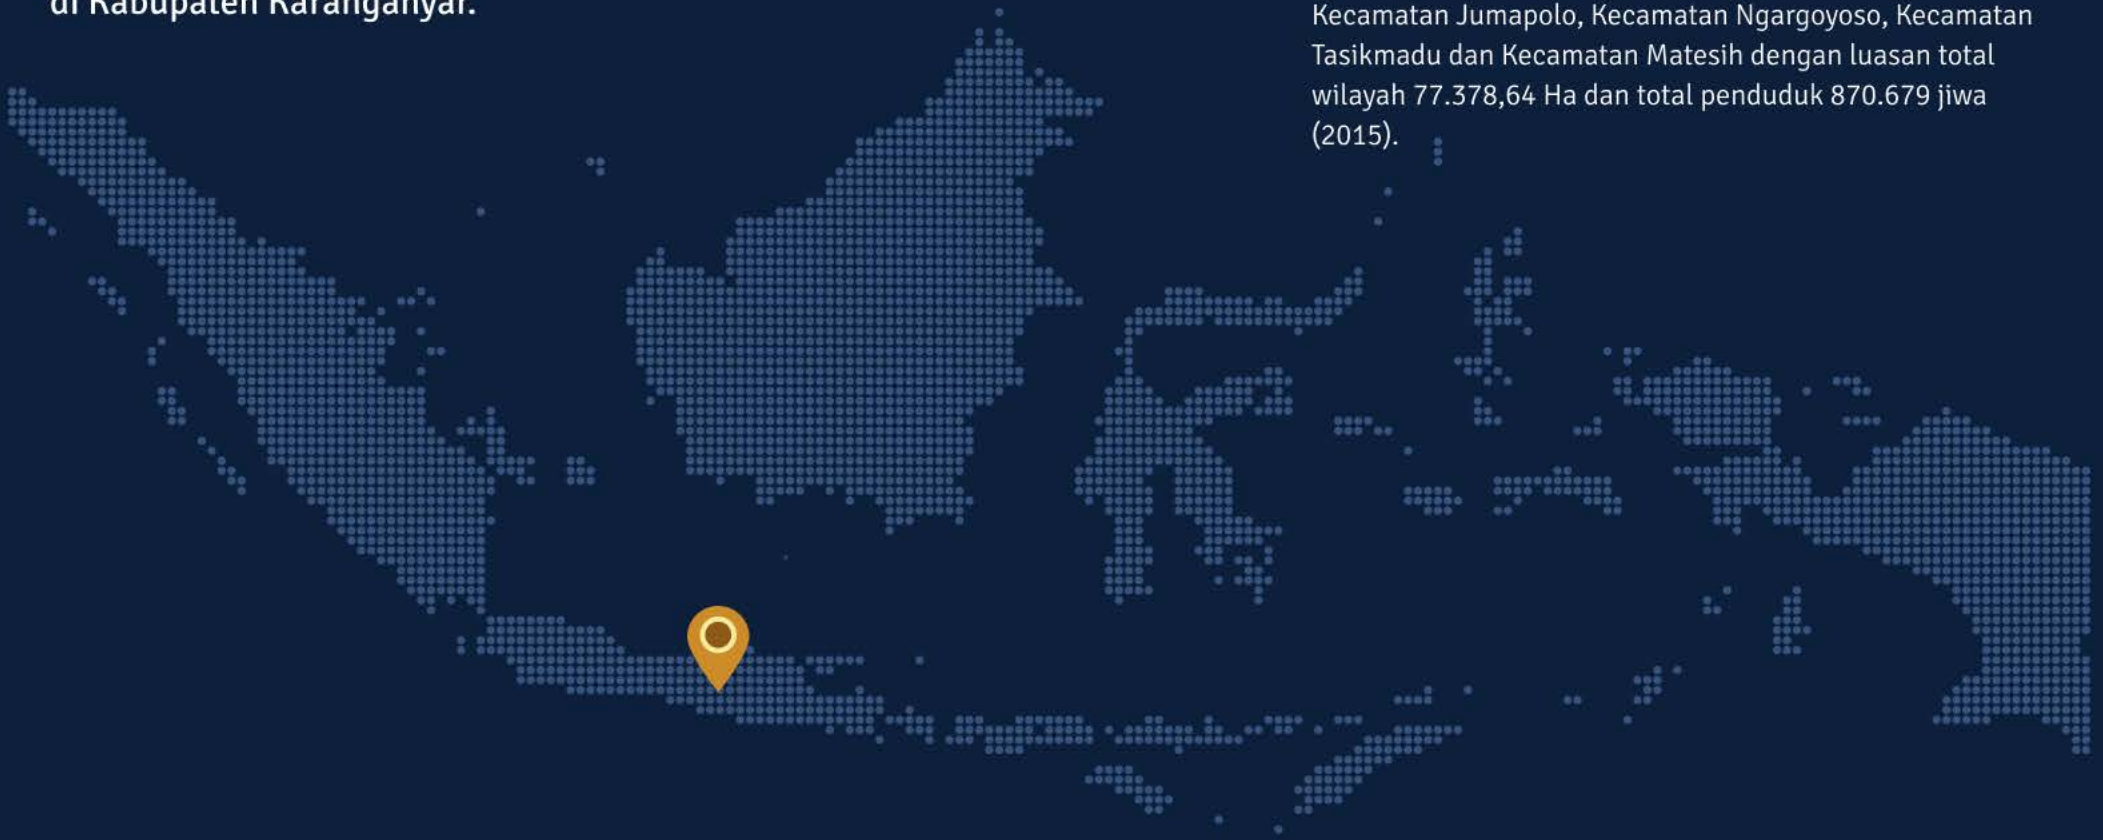 di Kabupaten Karanganyar.
Kecamatan Jumapolo, Kecamatan Ngargoyoso, Kecamatan
Tasikmadu dan Kecamatan Matesih dengan luasan total
wilayah 77.378,64 Ha dan total penduduk 870.679 jiwa
(2015).